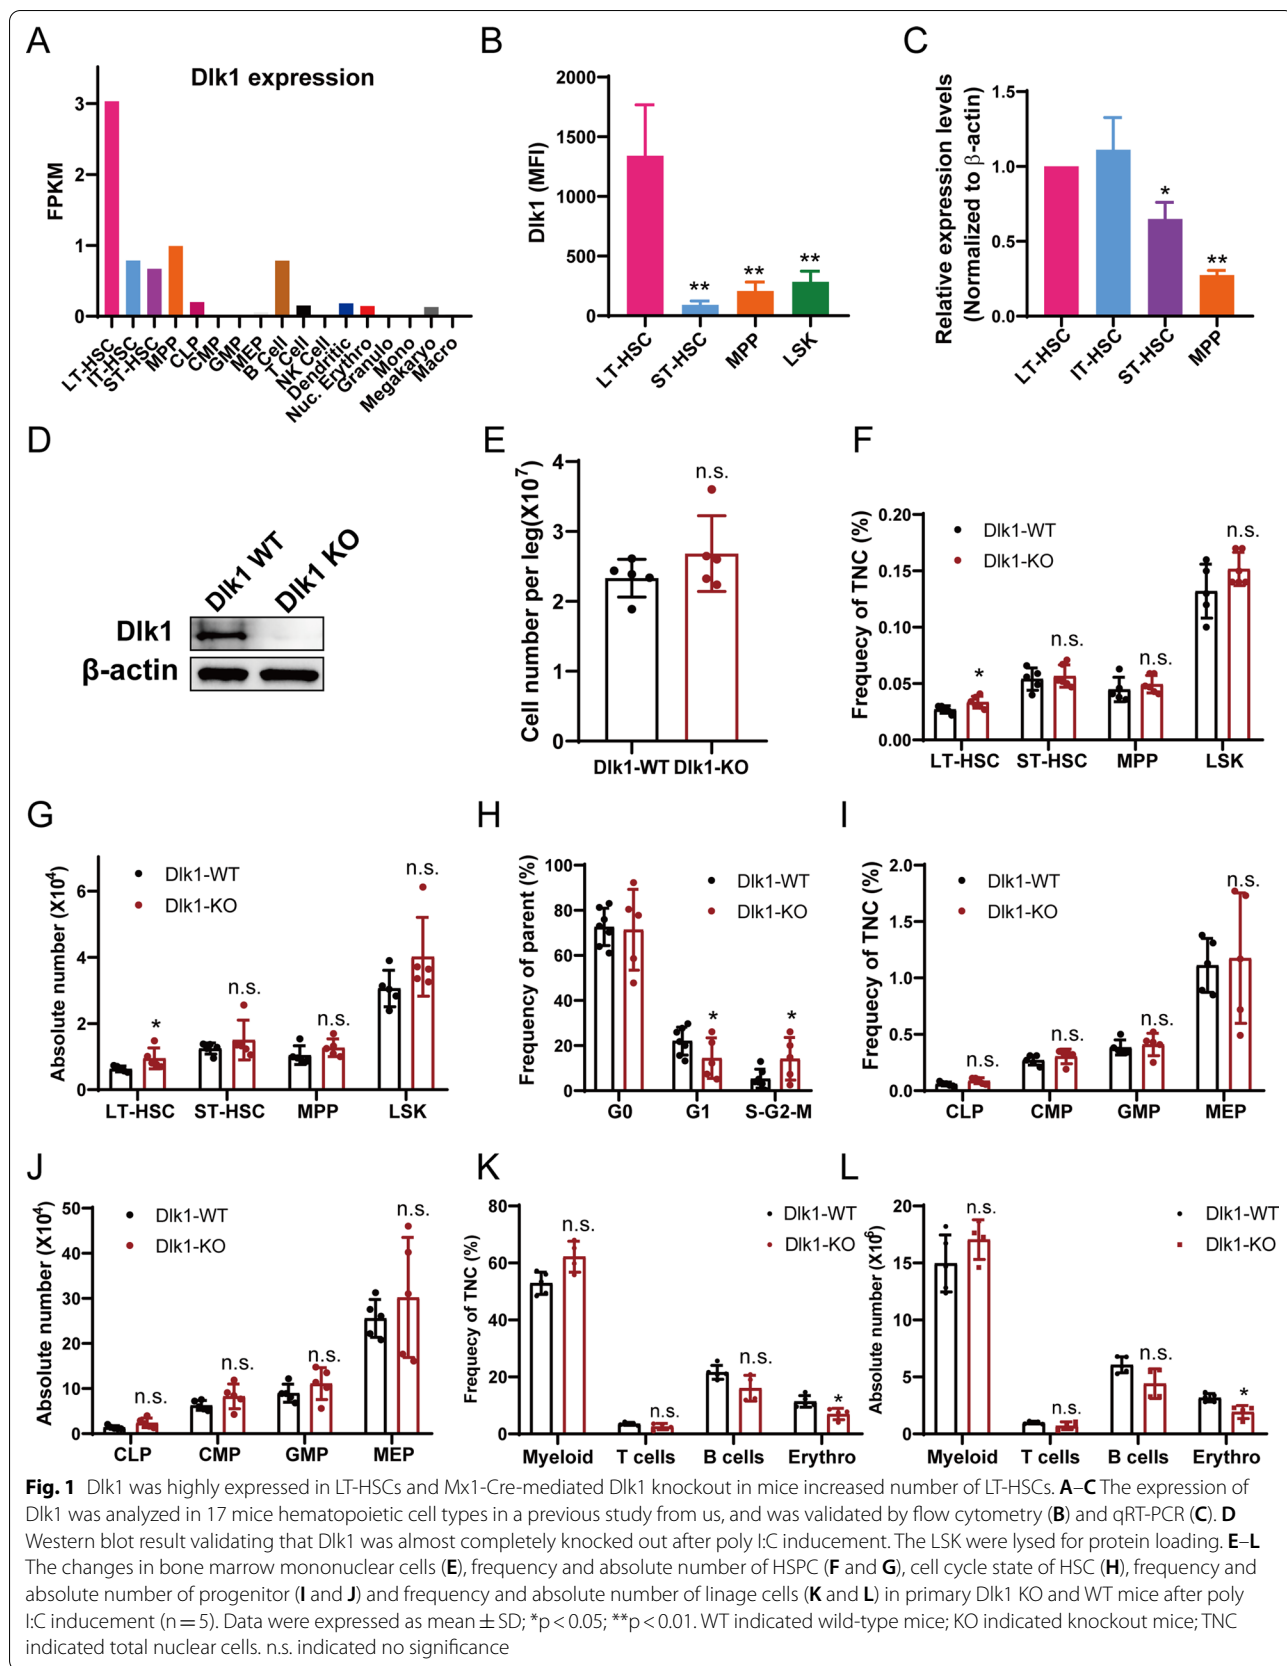 A
Dlk1 expression
FPKM
3
2
1
0
LT-HSC
IT-HSC
ST-HSC
MPP
CLP
CMP
GMP
MEP
B Cell
T Cell
NK Cell
Dendritic
Nuc. Erythro
Granulo
Mono
Megakaryo
Macro
B
Dlk1 (MFI)
2000
1500
1000
500
0
**
**
**
LT-HSC
ST-HSC
MPP
LSK
C
Relative expression levels
(Normalized to β-actin)
1.5
1.0
0.5
0.0
*
**
LT-HSC
IT-HSC
ST-HSC
MPP
D
Dlk1 WT
Dlk1 KO
Dlk1
β-actin
E
Cell number per leg(X10⁷)
4
3
2
1
0
n.s.
Dlk1-WT Dlk1-KO
F
Frequecy of TNC (%)
0.20
0.15
0.10
0.05
0.00
Dlk1-WT
Dlk1-KO
*
n.s.
n.s.
n.s.
LT-HSC
ST-HSC
MPP
LSK
G
Absolute number (X10⁴)
6
4
2
0
Dlk1-WT
Dlk1-KO
*
n.s.
n.s.
n.s.
LT-HSC
ST-HSC
MPP
LSK
H
Frequency of parent (%)
100
80
60
40
20
0
Dlk1-WT
Dlk1-KO
*
*
G0
G1
S-G2-M
I
Frequecy of TNC (%)
2.0
1.5
1.0
0.5
0.0
Dlk1-WT
Dlk1-KO
n.s.
n.s.
n.s.
n.s.
CLP
CMP
GMP
MEP
J
Absolute number (X10⁴)
50
40
30
20
10
0
Dlk1-WT
Dlk1-KO
n.s.
n.s.
n.s.
n.s.
CLP
CMP
GMP
MEP
K
Frequecy of TNC (%)
80
60
40
20
0
Dlk1-WT
Dlk1-KO
n.s.
n.s.
n.s.
*
Myeloid
T cells
B cells
Erythro
L
Absolute number (X10⁶)
20
15
10
5
0
Dlk1-WT
Dlk1-KO
n.s.
n.s.
n.s.
*
Myeloid
T cells
B cells
Erythro
Fig. 1 Dlk1 was highly expressed in LT-HSCs and Mx1-Cre-mediated Dlk1 knockout in mice increased number of LT-HSCs. A–C The expression of
Dlk1 was analyzed in 17 mice hematopoietic cell types in a previous study from us, and was validated by flow cytometry (B) and qRT-PCR (C). D
Western blot result validating that Dlk1 was almost completely knocked out after poly I:C inducement. The LSK were lysed for protein loading. E–L
The changes in bone marrow mononuclear cells (E), frequency and absolute number of HSPC (F and G), cell cycle state of HSC (H), frequency and
absolute number of progenitor (I and J) and frequency and absolute number of linage cells (K and L) in primary Dlk1 KO and WT mice after poly
I:C inducement (n = 5). Data were expressed as mean ± SD; *p < 0.05; **p < 0.01. WT indicated wild-type mice; KO indicated knockout mice; TNC
indicated total nuclear cells. n.s. indicated no significance